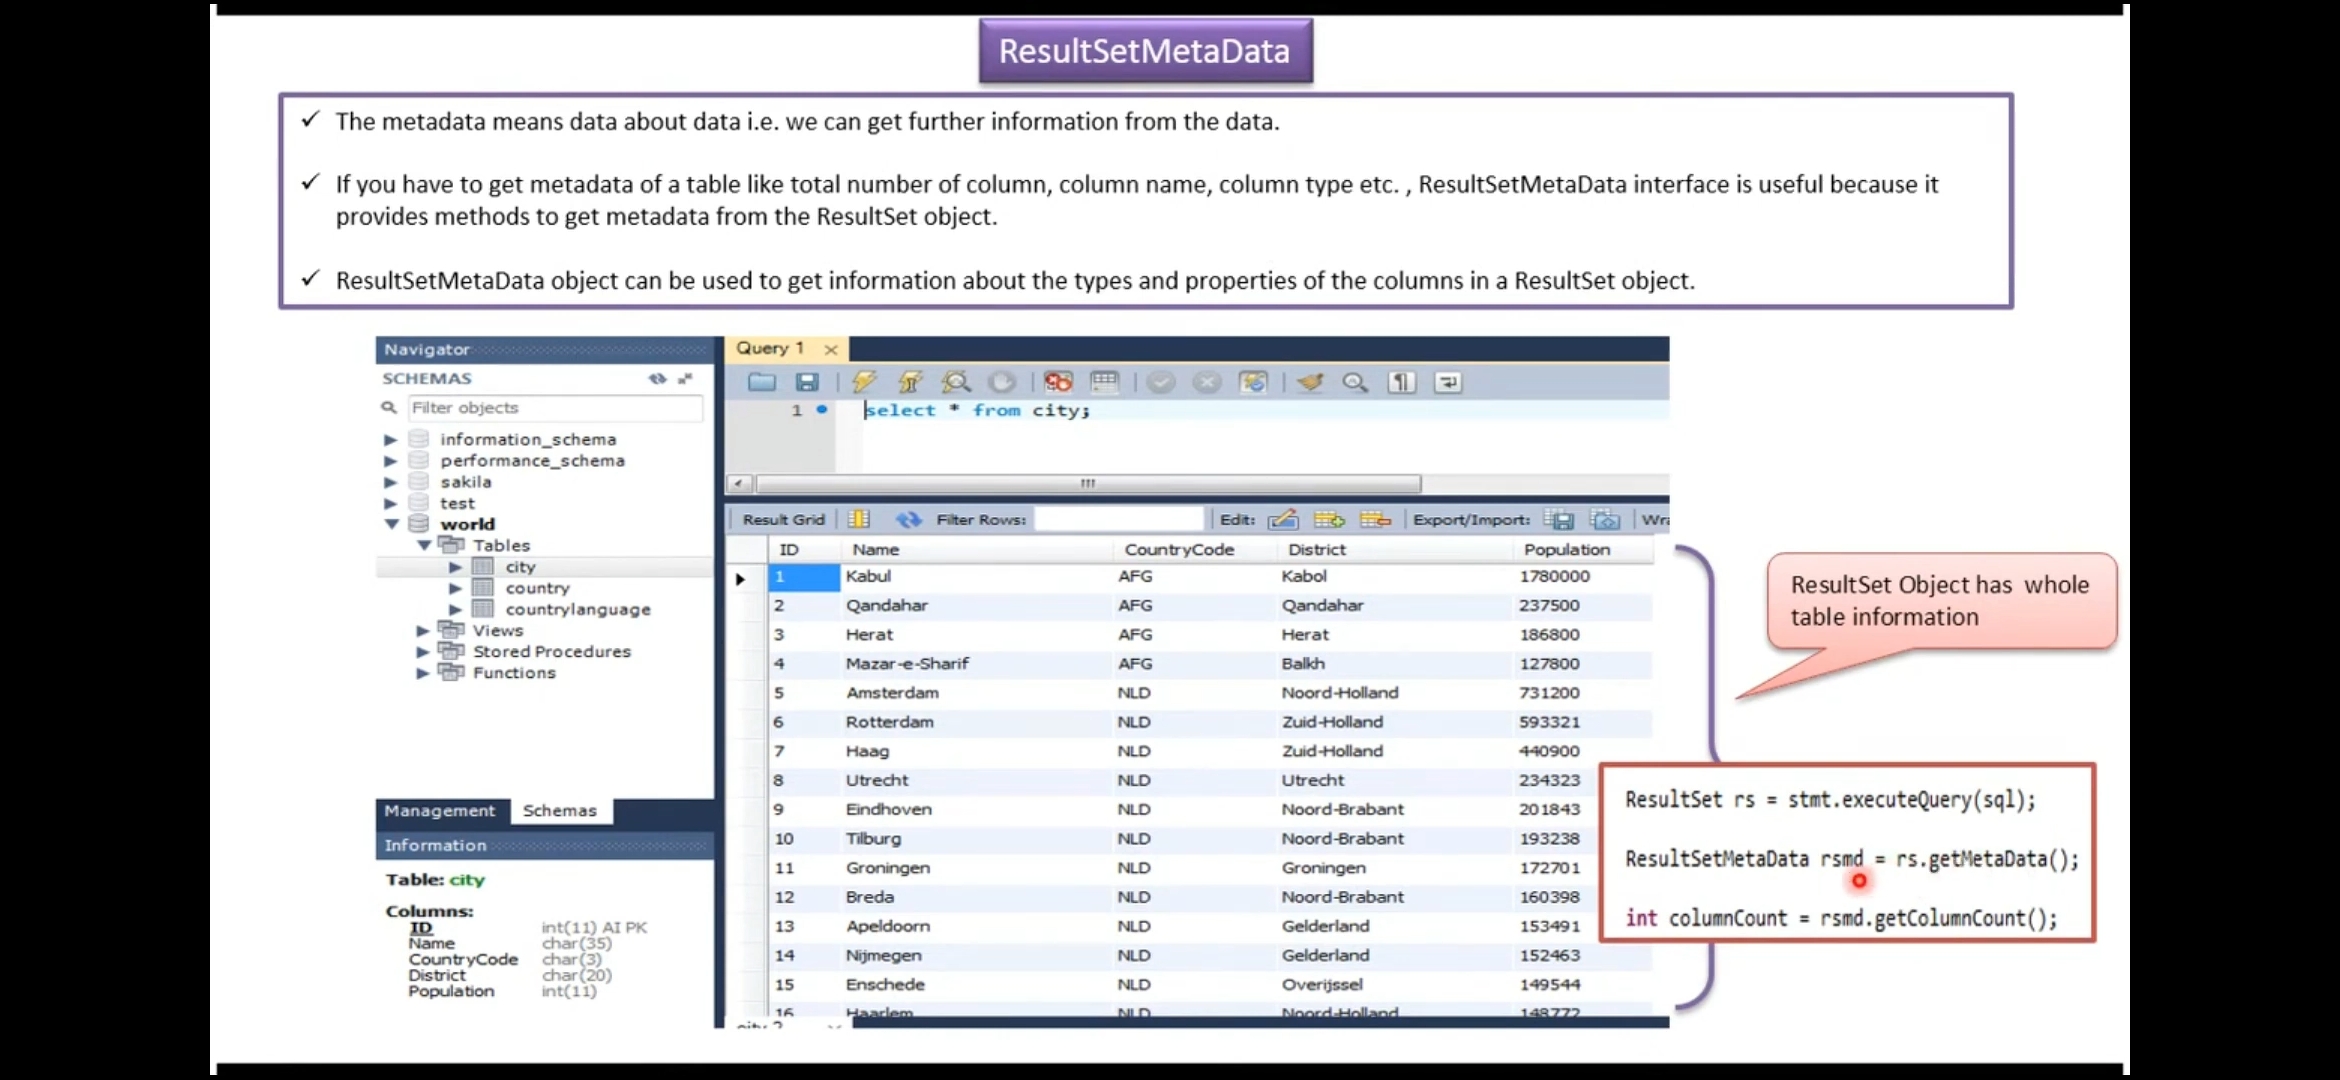 ResultSetMetaData
✓ The metadata means data about data i.e. we can get further information from the data.
✓ If you have to get metadata of a table like total number of column, column name, column type etc. , ResultSetMetaData interface is useful because it
provides methods to get metadata from the ResultSet object.
✓ ResultSetMetaData object can be used to get information about the types and properties of the columns in a ResultSet object.
Navigator
SCHEMAS
Filter objects
information_schema
performance_schema
sakila
test
world
Tables
city
country
countrylanguage
Views
Stored Procedures
Functions
Management Schemas
Information
Table: city
Columns:
ID int(11) AI PK
Name char(35)
CountryCode char(3)
District char(20)
Population int(11)
Query 1
1 select * from city;
Result Grid Filter Rows: Edit: Export/Import:
ID Name CountryCode District Population
1 Kabul AFG Kabol 1780000
2 Qandahar AFG Qandahar 237500
3 Herat AFG Herat 186800
4 Mazar-e-Sharif AFG Balkh 127800
5 Amsterdam NLD Noord-Holland 731200
6 Rotterdam NLD Zuid-Holland 593321
7 Haag NLD Zuid-Holland 440900
8 Utrecht NLD Utrecht 234323
9 Eindhoven NLD Noord-Brabant 201843
10 Tilburg NLD Noord-Brabant 193238
11 Groningen NLD Groningen 172701
12 Breda NLD Noord-Brabant 160398
13 Apeldoorn NLD Gelderland 153491
14 Nijmegen NLD Gelderland 152463
15 Enschede NLD Overijssel 149544
16 Haarlem NLD Noord-Holland 148772
ResultSet Object has whole
table information
ResultSet rs = stmt.executeQuery(sql);
ResultSetMetaData rsmd = rs.getMetaData();
int columnCount = rsmd.getColumnCount();